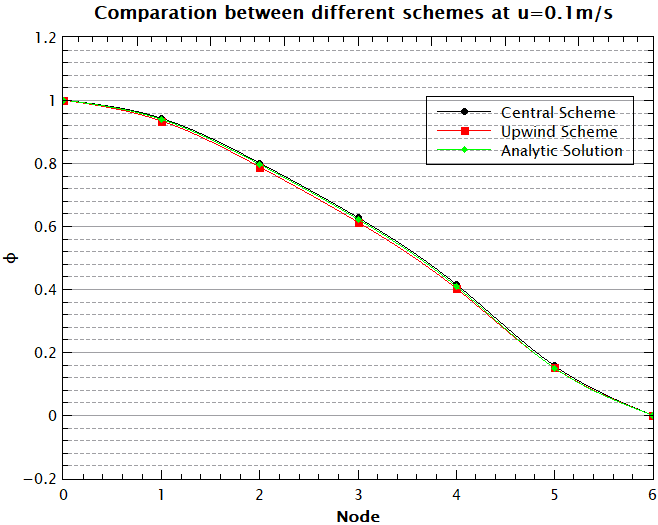 Comparation between different schemes at u=0.1m/s
1.2
1
0.8
0.6
0.4
0.2
0
−0.2
ϕ
Central Scheme
Upwind Scheme
Analytic Solution
0 1 2 3 4 5 6
Node